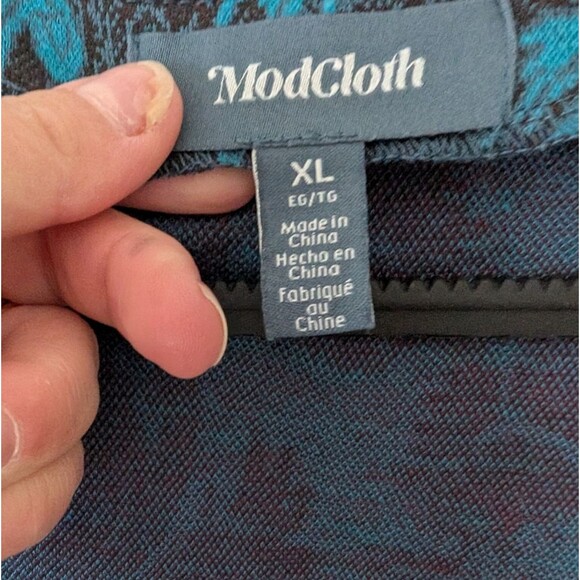 ModCloth
XL
EG/TG
Made in
China
Hecho en
China
Fabriqué
au
Chine